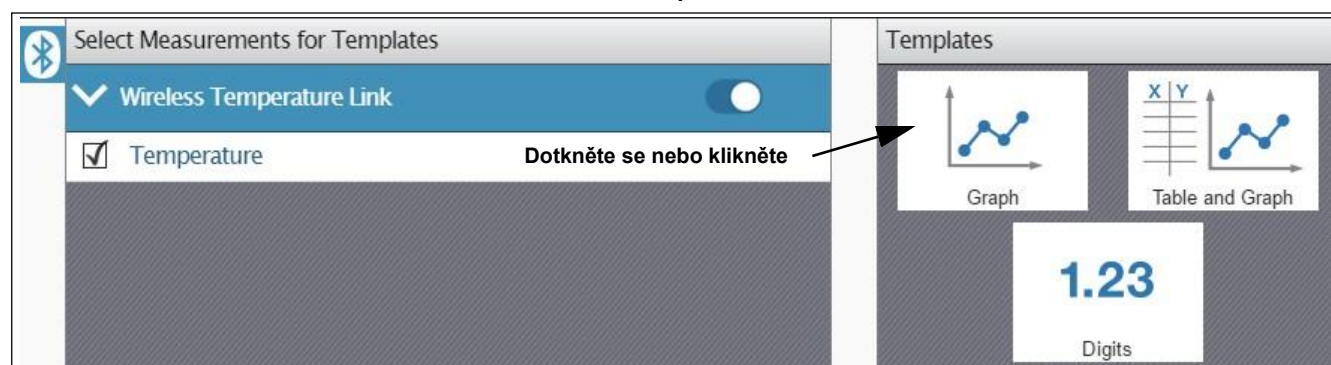 Select Measurements for Templates
Wireless Temperature Link
Temperature
Dotkněte se nebo klikněte
Templates
Graph
X Y
Table and Graph
1.23
Digits